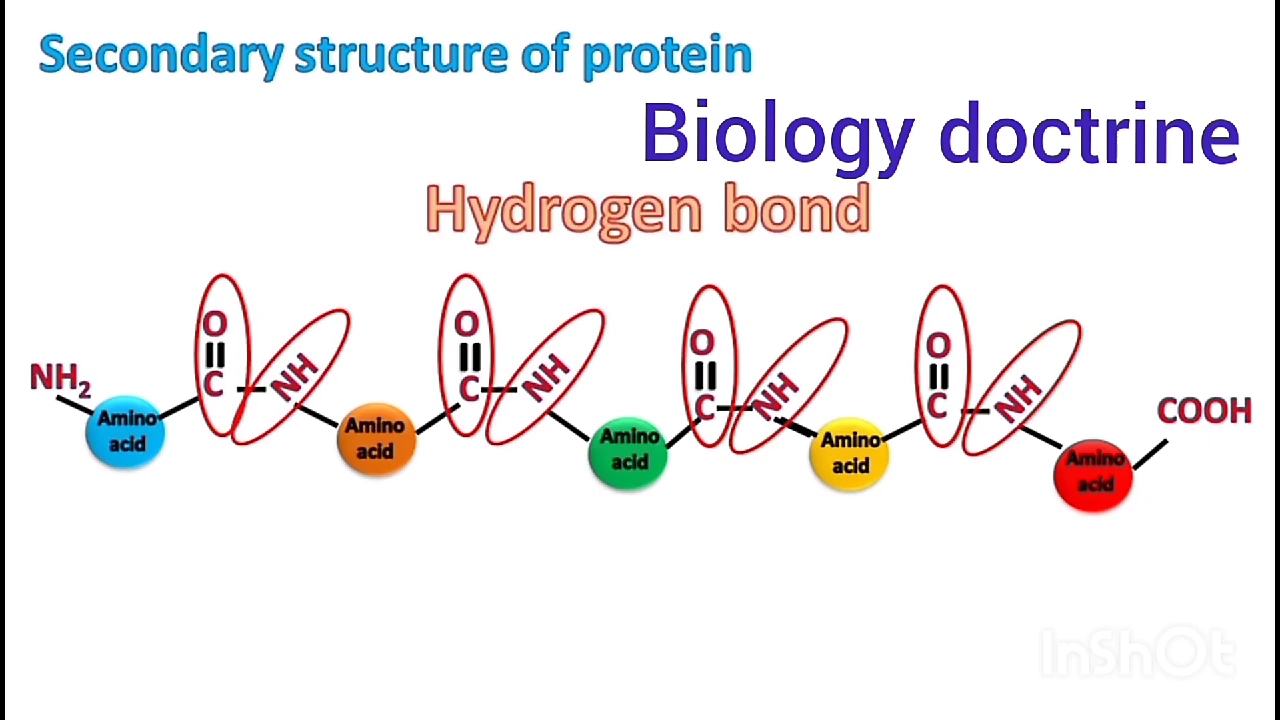 Secondary structure of protein
Biology doctrine
Hydrogen bond
O O O O
C NH C NH C NH C NH
NH2 COOH
Amino acid
Amino acid
Amino acid
Amino acid
Amino acid
InShOt